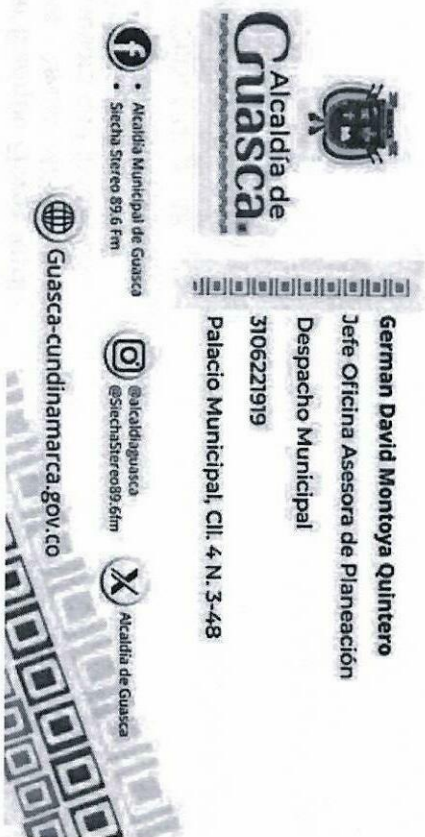 Alcaldía de
Guasca.
German David Montoya Quintero
Jefe Oficina Asesora de Planeación
Despacho Municipal
3106221919
Palacio Municipal, Cll. 4 N. 3-48
• Alcaldía Municipal de Guasca
• Siecha Stereo 89.6 Fm
@alcaldiaguasca
@SiechaStereo89.6fm
Alcaldía de Guasca
Guasca-cundinamarca.gov.co